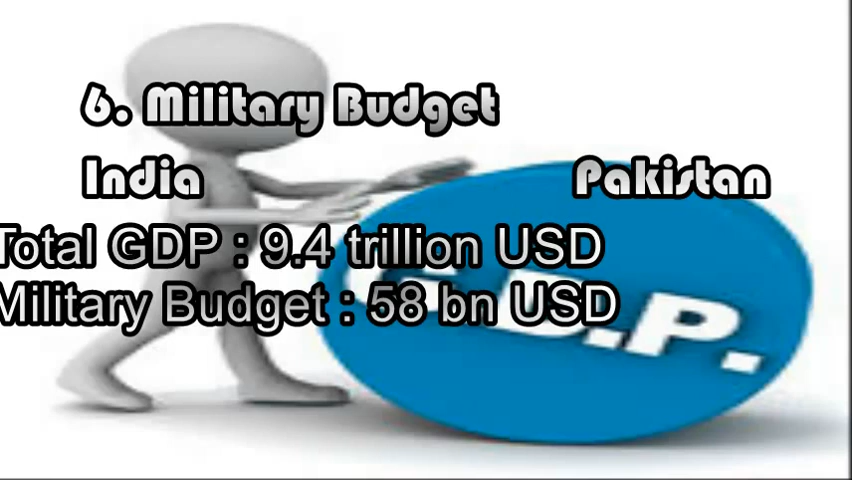 6. Military Budget
India Pakistan
Total GDP : 9.4 trillion USD
Military Budget : 58 bn USD
G.D.P.